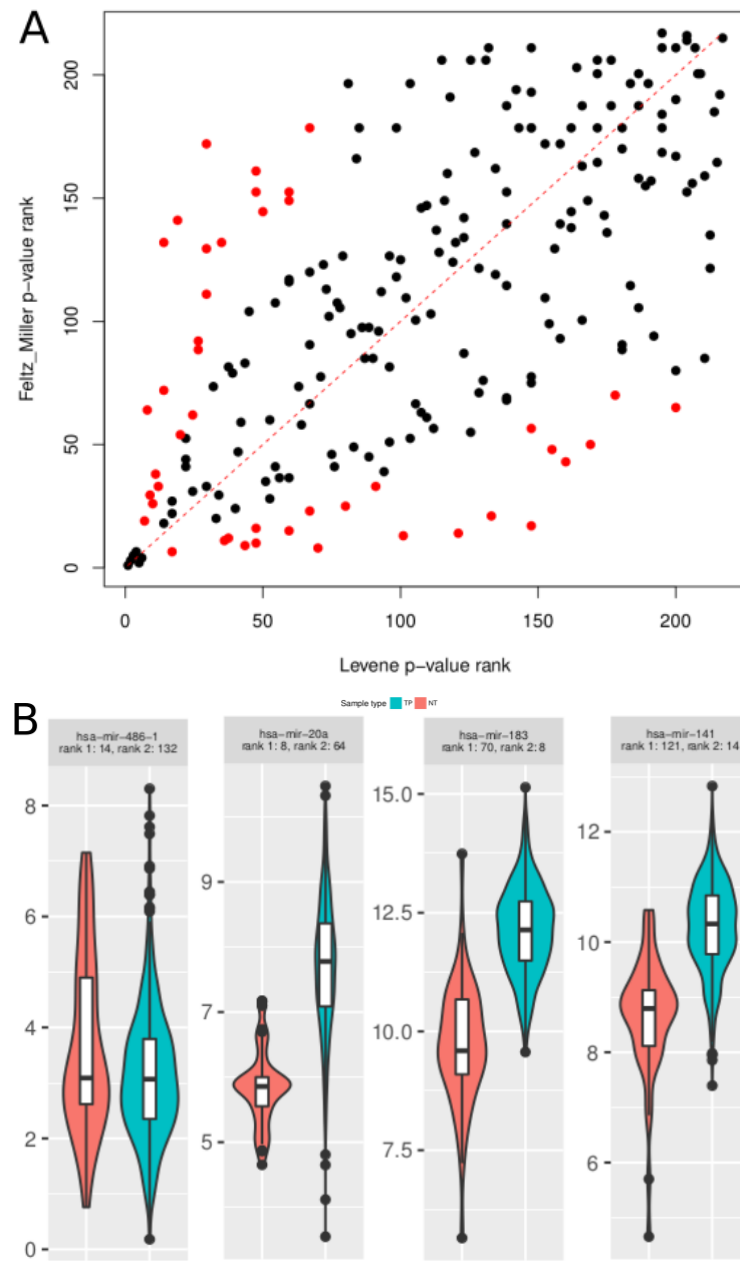 A
200
150
100
50
0
Feltz_Miller p-value rank
0 50 100 150 200
Levene p-value rank
B
Sample type TP NT
hsa-mir-486-1
rank 1: 14, rank 2: 132
hsa-mir-20a
rank 1: 8, rank 2: 64
hsa-mir-183
rank 1: 70, rank 2: 8
hsa-mir-141
rank 1: 121, rank 2: 14
8
6
4
2
0
9
7
5
15.0
12.5
10.0
7.5
12
10
8
6